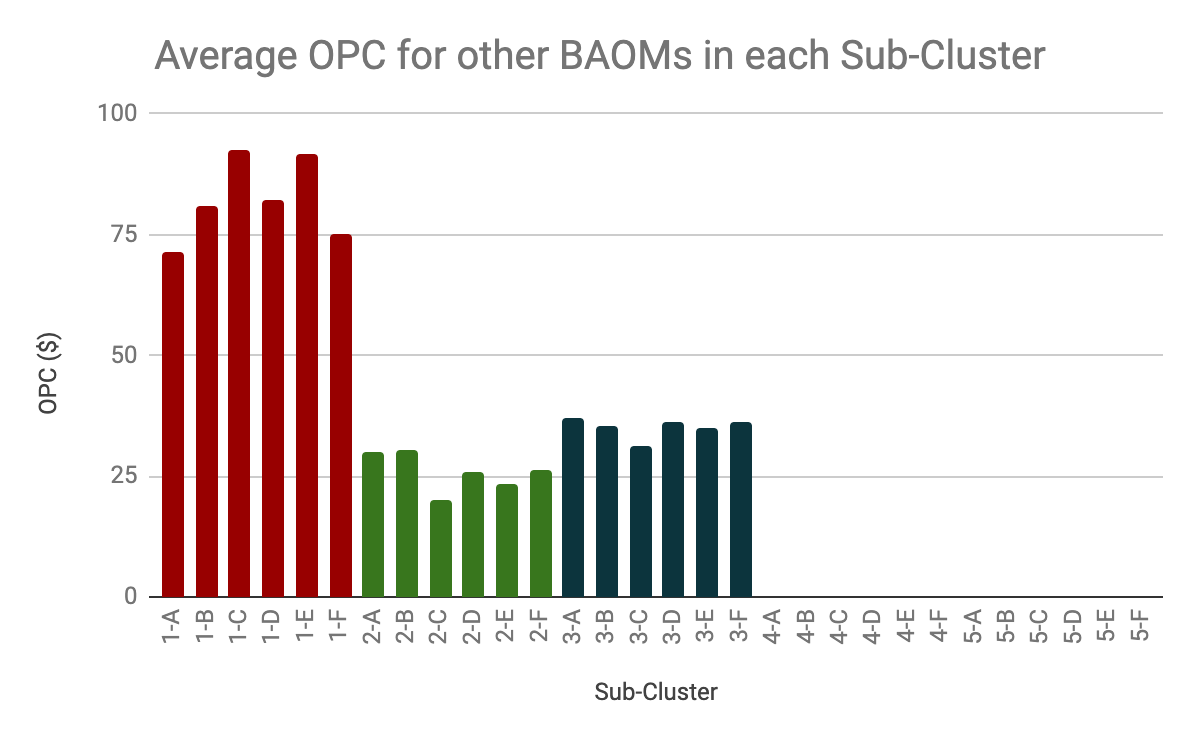 Average OPC for other BAOMs in each Sub-Cluster
100
75
50
25
0
OPC ($)
1-A
1-B
1-C
1-D
1-E
1-F
2-A
2-B
2-C
2-D
2-E
2-F
3-A
3-B
3-C
3-D
3-E
3-F
4-A
4-B
4-C
4-D
4-E
4-F
5-A
5-B
5-C
5-D
5-E
5-F
Sub-Cluster